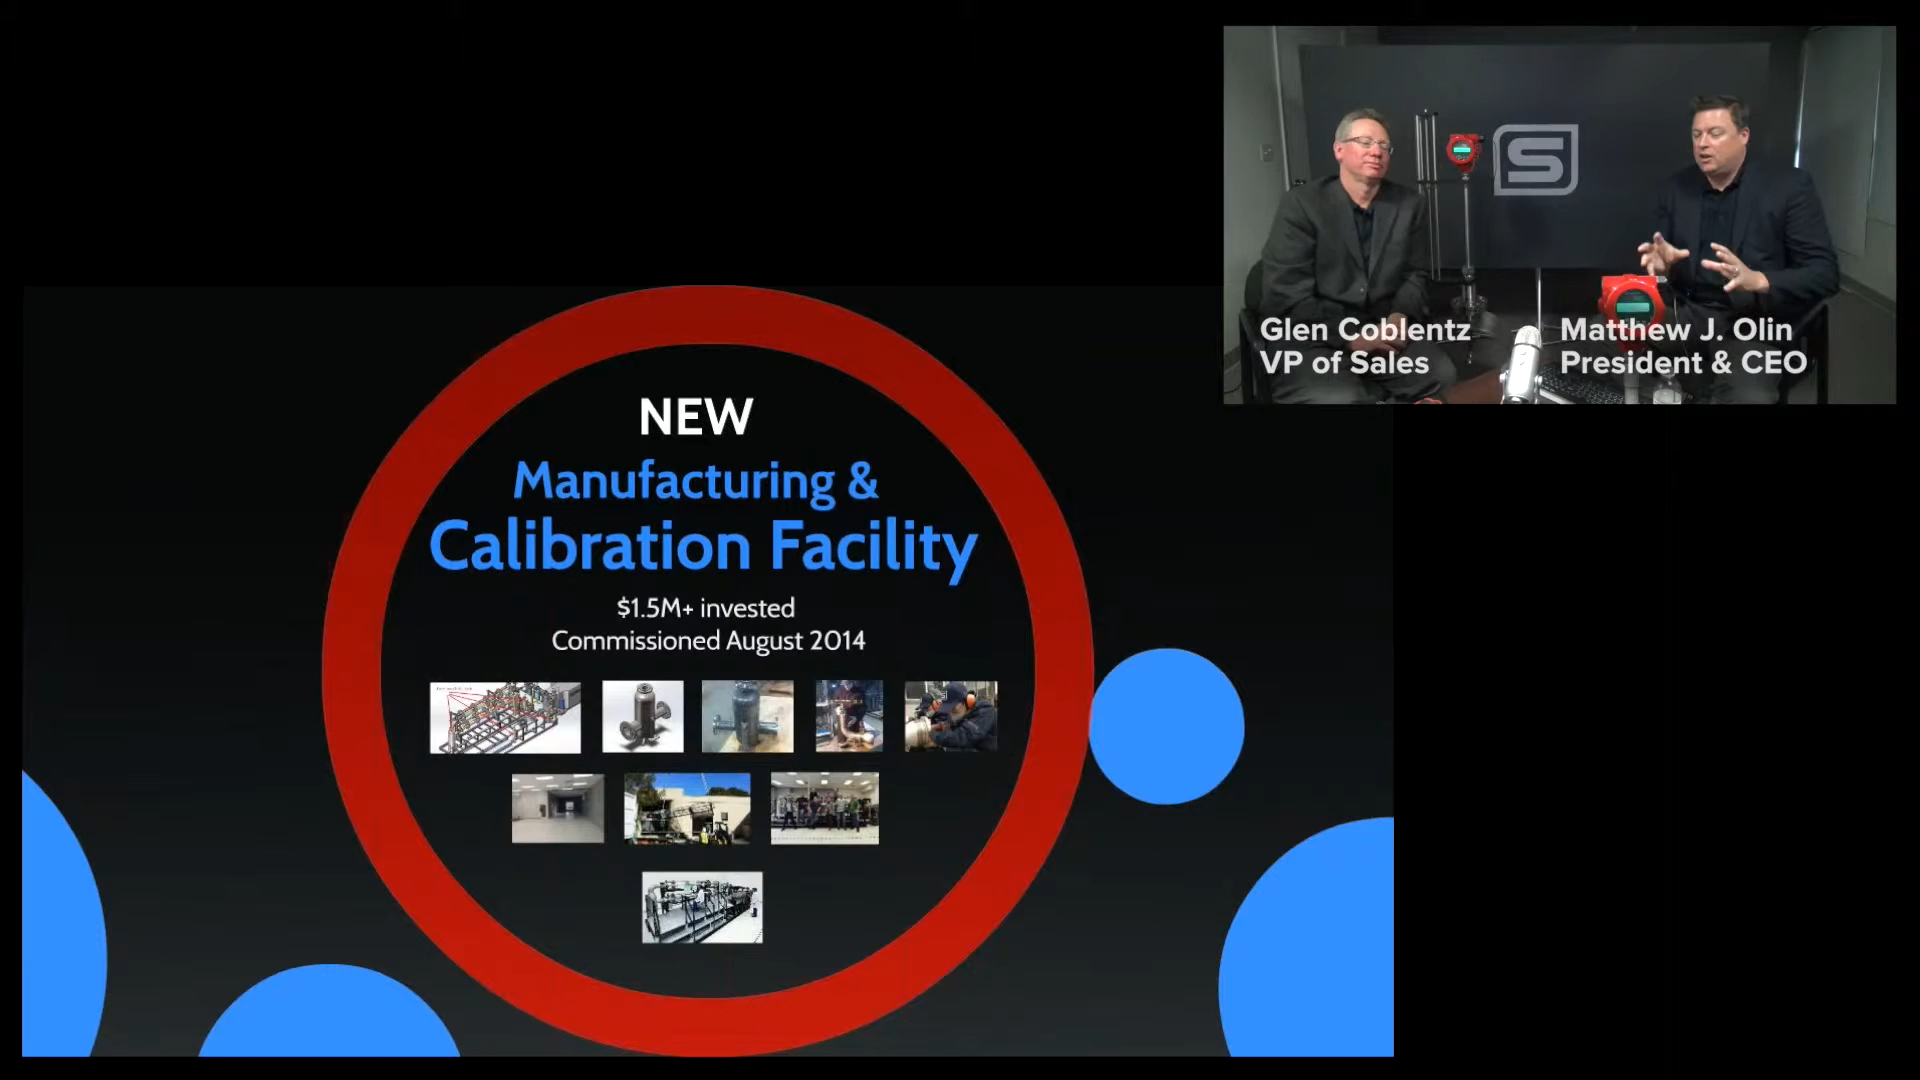 S
Glen Coblentz
VP of Sales
Matthew J. Olin
President & CEO
NEW
Manufacturing &
Calibration Facility
$1.5M+ invested
Commissioned August 2014